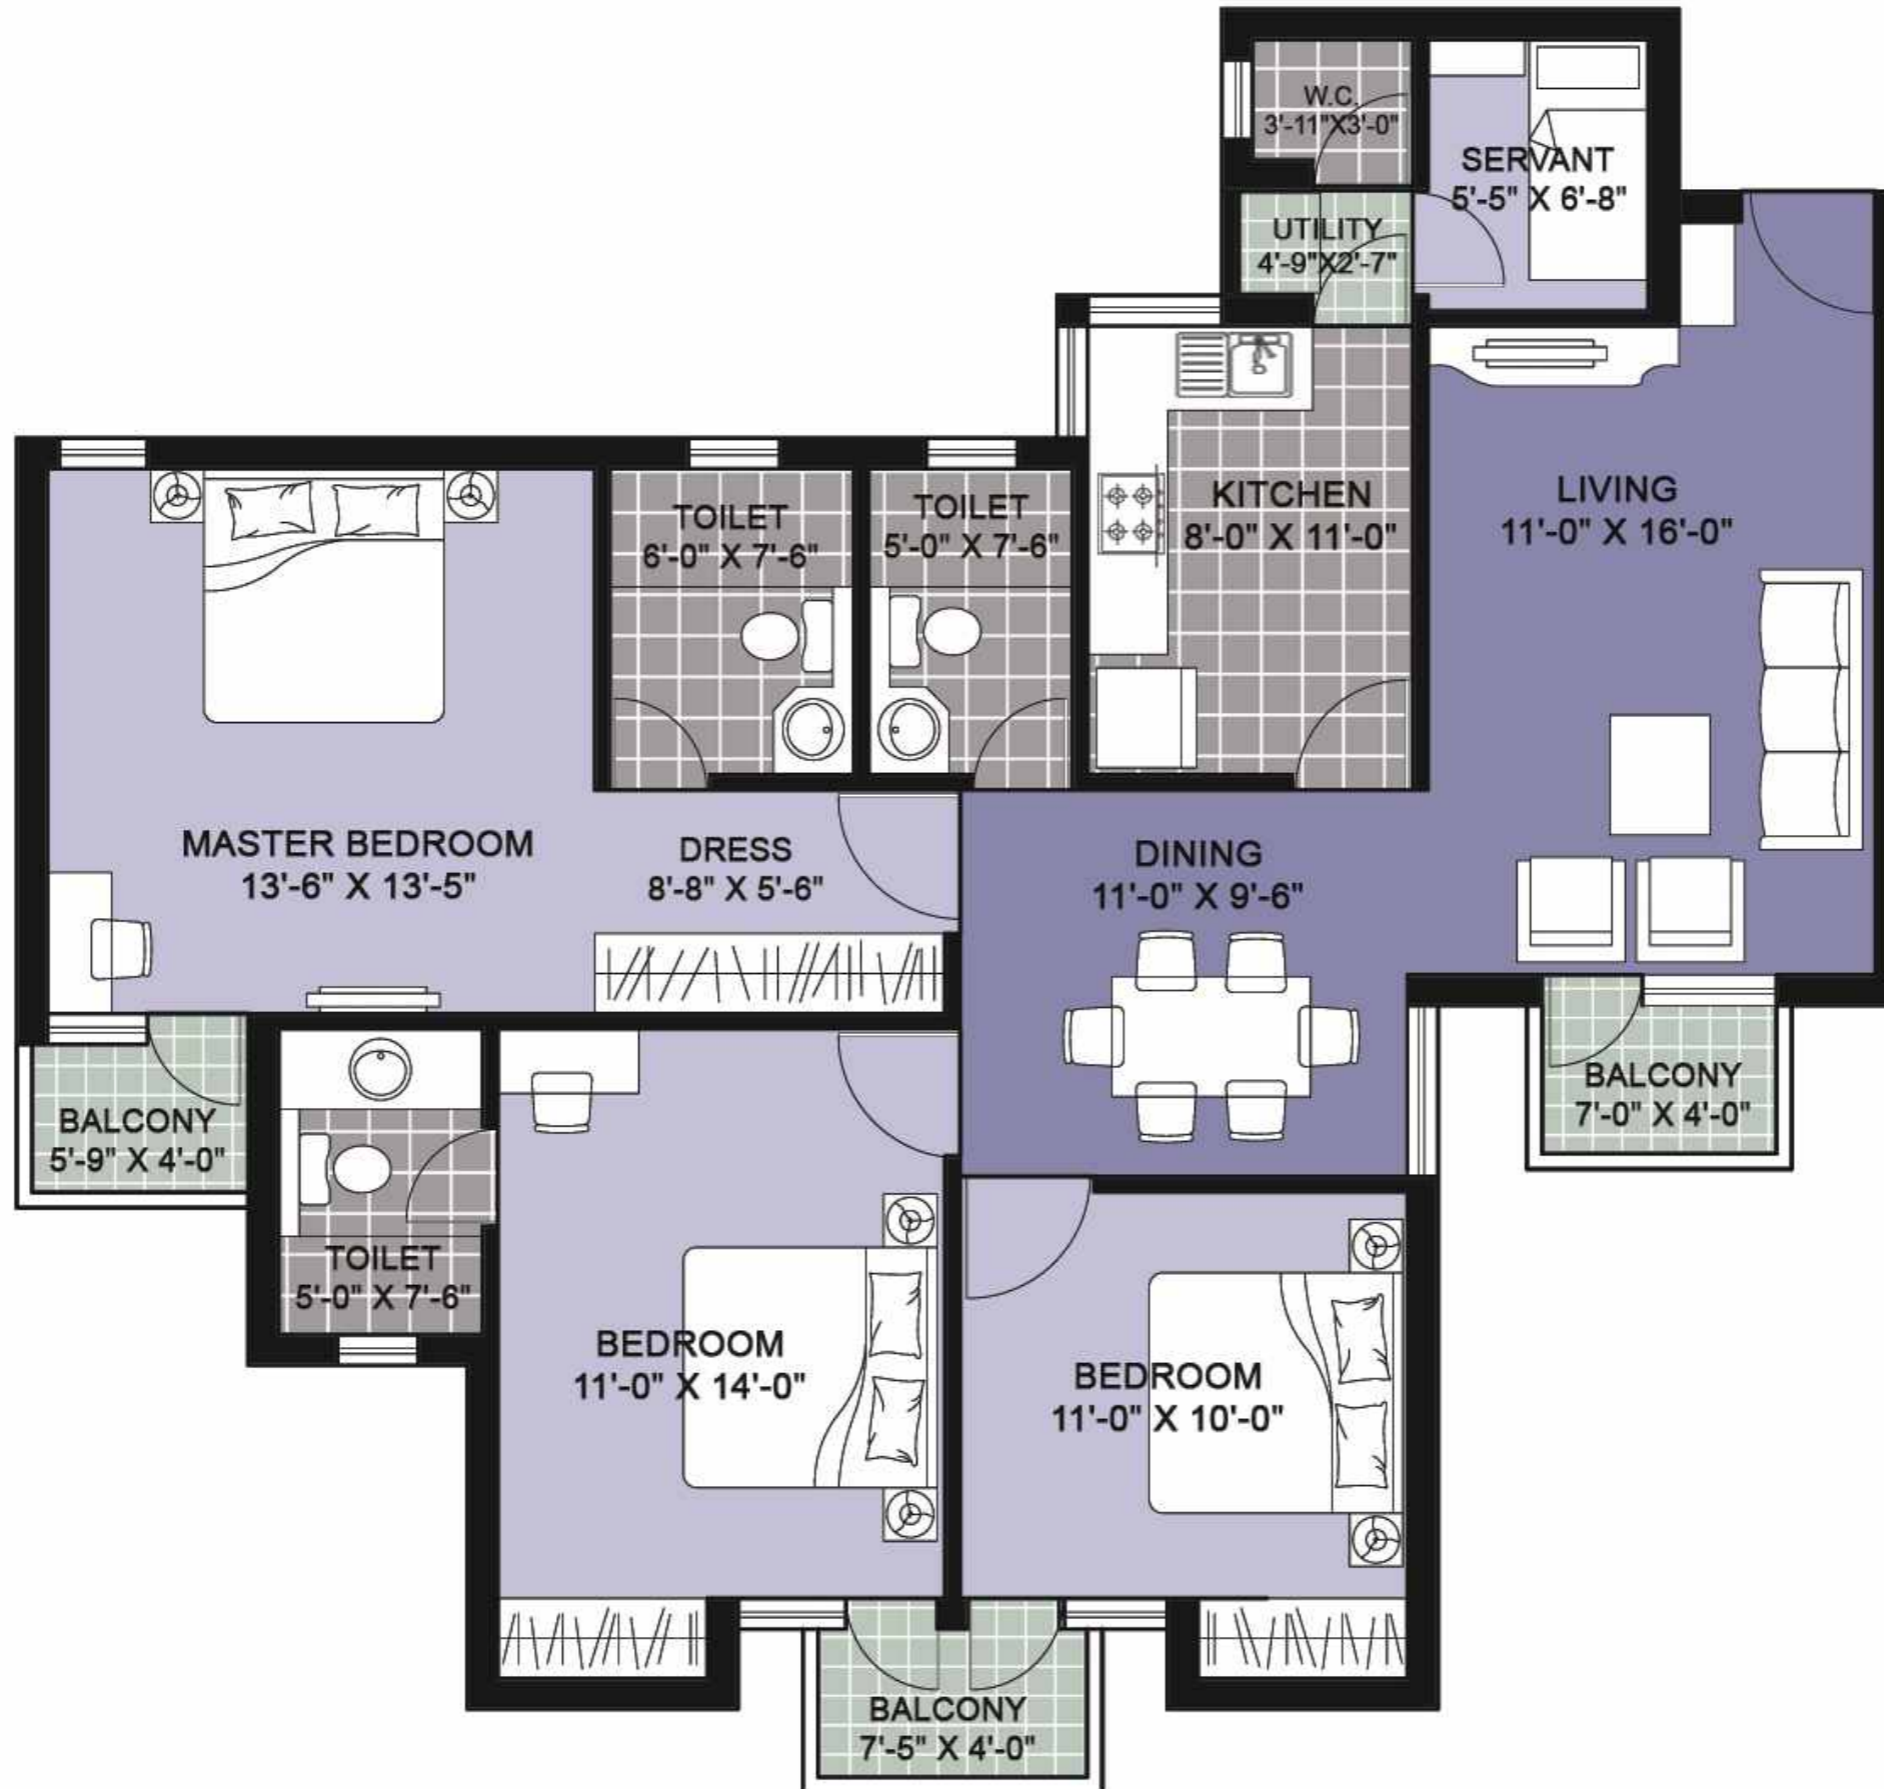 W.C.
3'-11"X3'-0"
SERVANT
5'-5" X 6'-8"
UTILITY
4'-9"X2'-7"
TOILET
6'-0" X 7'-6"
TOILET
5'-0" X 7'-6"
KITCHEN
8'-0" X 11'-0"
LIVING
11'-0" X 16'-0"
MASTER BEDROOM
13'-6" X 13'-5"
DRESS
8'-8" X 5'-6"
DINING
11'-0" X 9'-6"
BALCONY
5'-9" X 4'-0"
BALCONY
7'-0" X 4'-0"
TOILET
5'-0" X 7'-6"
BEDROOM
11'-0" X 14'-0"
BEDROOM
11'-0" X 10'-0"
BALCONY
7'-5" X 4'-0"